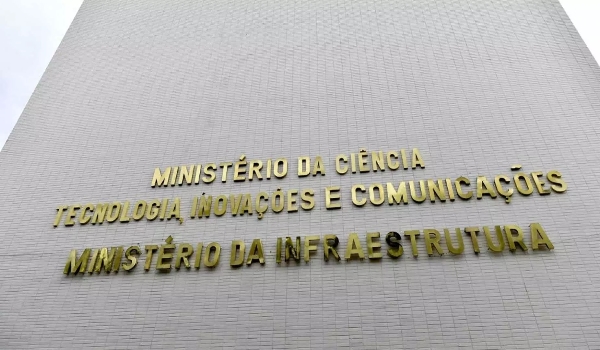 MINISTÉRIO DA CIÊNCIA
TECNOLOGIA, INOVAÇÕES E COMUNICAÇÕES
MINISTÉRIO DA INFRAESTRUTURA